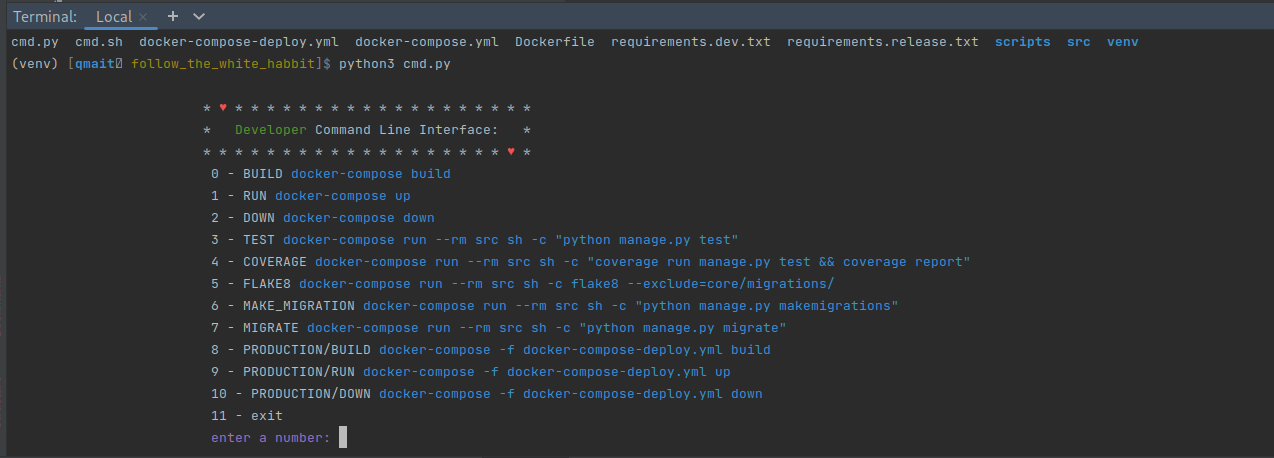 Terminal: Local × +
cmd.py cmd.sh docker-compose-deploy.yml docker-compose.yml Dockerfile requirements.dev.txt requirements.release.txt scripts src venv
(venv) [qmait follow_the_white_habbit]$ python3 cmd.py
* ♥ * * * * * * * * * * * * * * * * * * *
* Developer Command Line Interface: *
* * * * * * * * * * * * * * * * * * * ♥ *
0 - BUILD docker-compose build
1 - RUN docker-compose up
2 - DOWN docker-compose down
3 - TEST docker-compose run --rm src sh -c "python manage.py test"
4 - COVERAGE docker-compose run --rm src sh -c "coverage run manage.py test && coverage report"
5 - FLAKE8 docker-compose run --rm src sh -c flake8 --exclude=core/migrations/
6 - MAKE_MIGRATION docker-compose run --rm src sh -c "python manage.py makemigrations"
7 - MIGRATE docker-compose run --rm src sh -c "python manage.py migrate"
8 - PRODUCTION/BUILD docker-compose -f docker-compose-deploy.yml build
9 - PRODUCTION/RUN docker-compose -f docker-compose-deploy.yml up
10 - PRODUCTION/DOWN docker-compose -f docker-compose-deploy.yml down
11 - exit
enter a number: